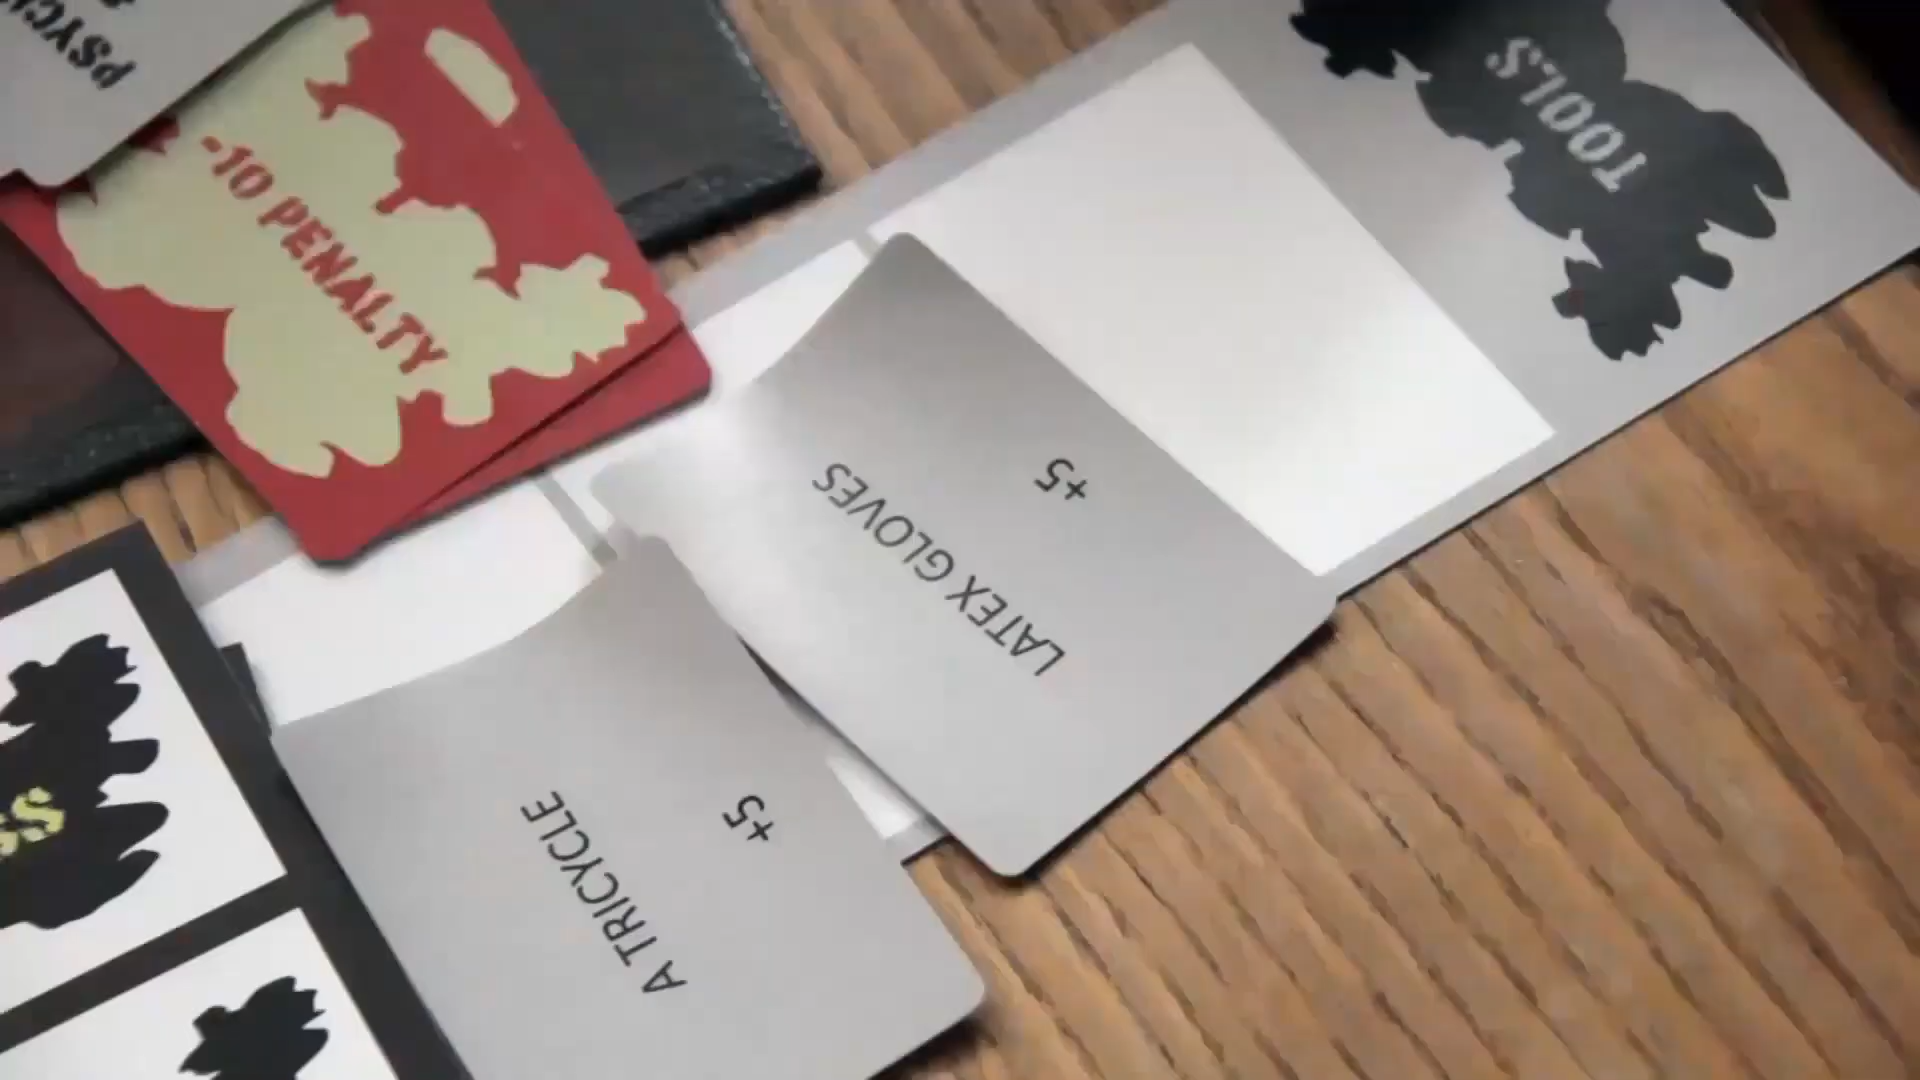 -10 PENALTY
TOOLS
LATEX GLOVES
+5
A TRICYCLE
+5